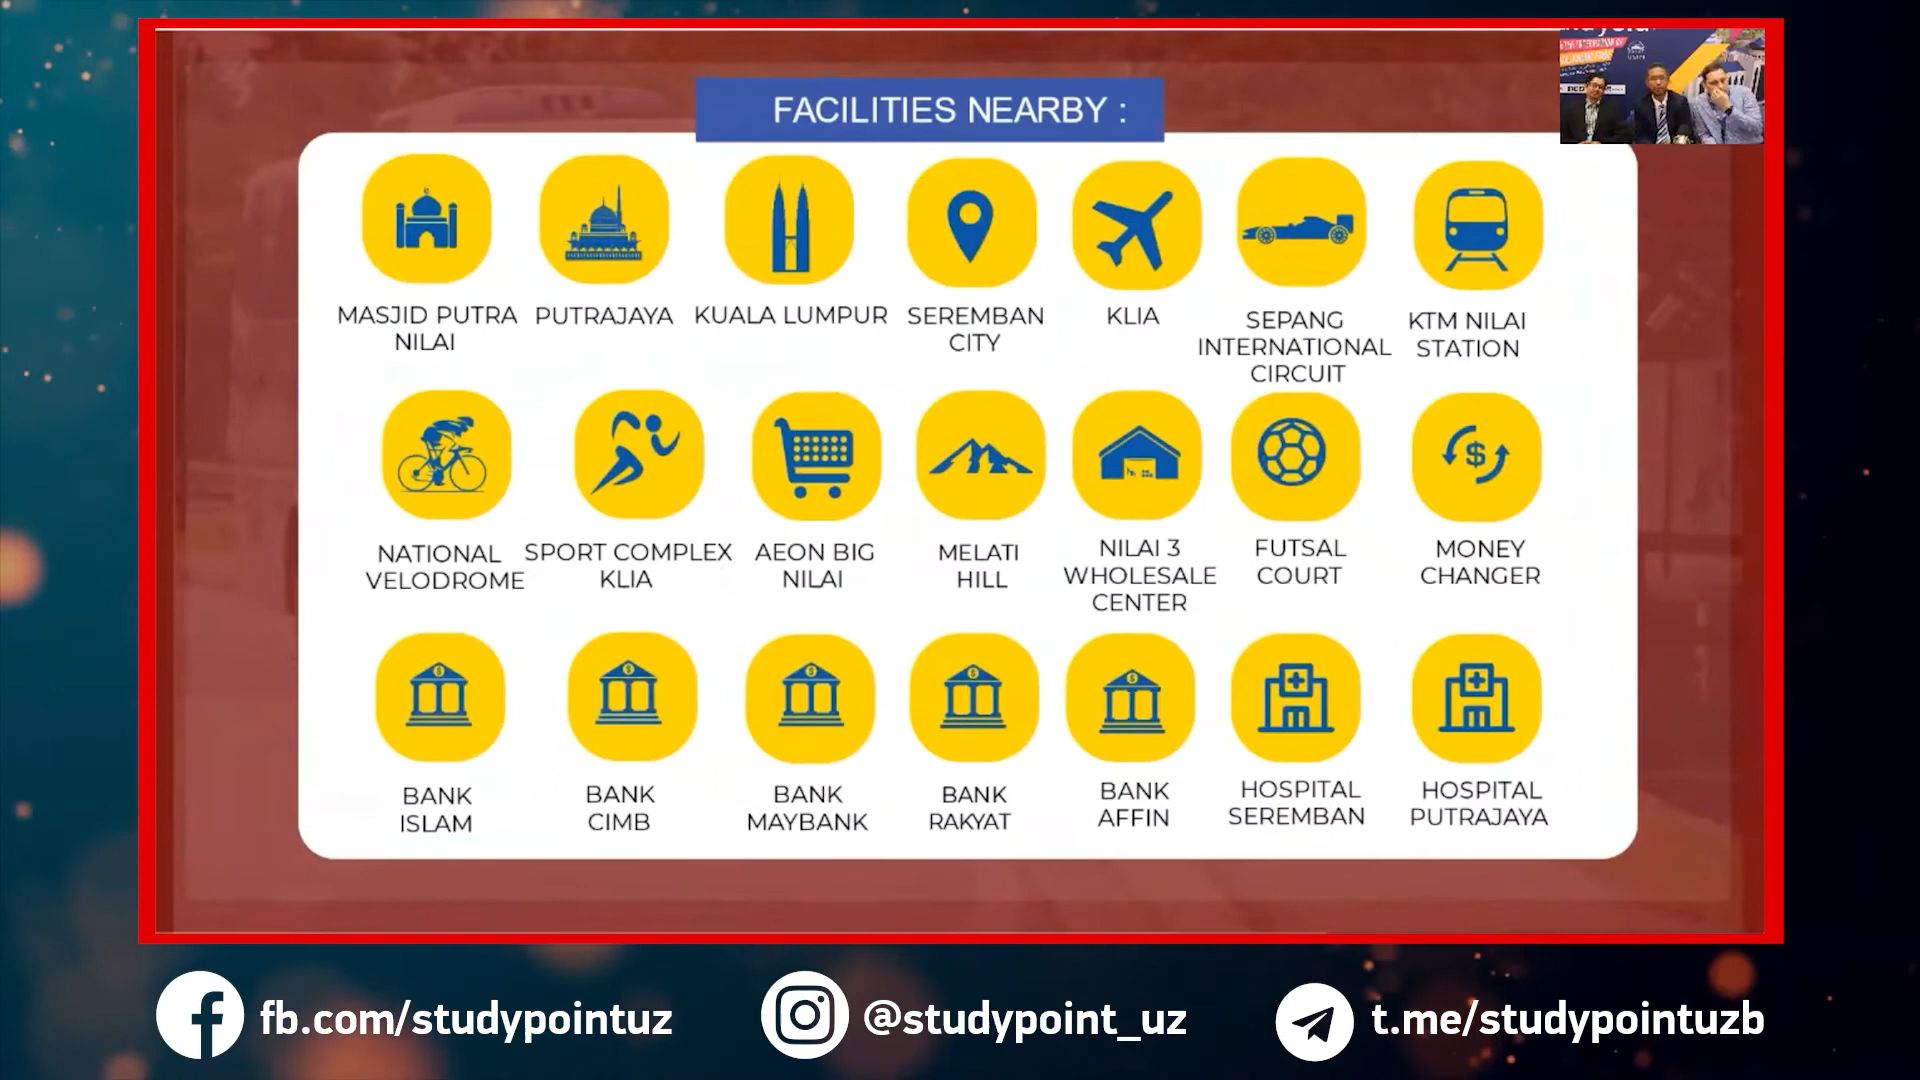 FACILITIES NEARBY :
MASJID PUTRA
NILAI
PUTRAJAYA
KUALA LUMPUR
SEREMBAN
CITY
KLIA
SEPANG
INTERNATIONAL
CIRCUIT
KTM NILAI
STATION
NATIONAL
VELODROME
SPORT COMPLEX
KLIA
AEON BIG
NILAI
MELATI
HILL
NILAI 3
WHOLESALE
CENTER
FUTSAL
COURT
MONEY
CHANGER
BANK
ISLAM
BANK
CIMB
BANK
MAYBANK
BANK
RAKYAT
BANK
AFFIN
HOSPITAL
SEREMBAN
HOSPITAL
PUTRAJAYA
fb.com/studypointuz
@studypoint_uz
t.me/studypointuzb